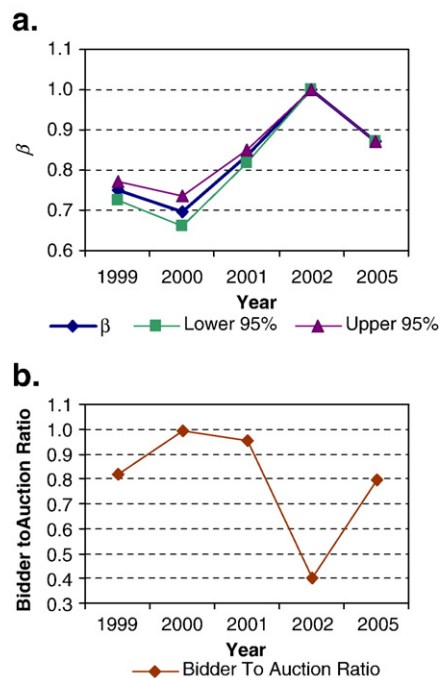 a.
1.1
1.0
0.9
0.8
0.7
0.6
β
1999 2000 2001 2002 2005
Year
β Lower 95% Upper 95%
b.
1.1
1.0
0.9
0.8
0.7
0.6
0.5
0.4
0.3
Bidder toAuction Ratio
1999 2000 2001 2002 2005
Year
Bidder To Auction Ratio